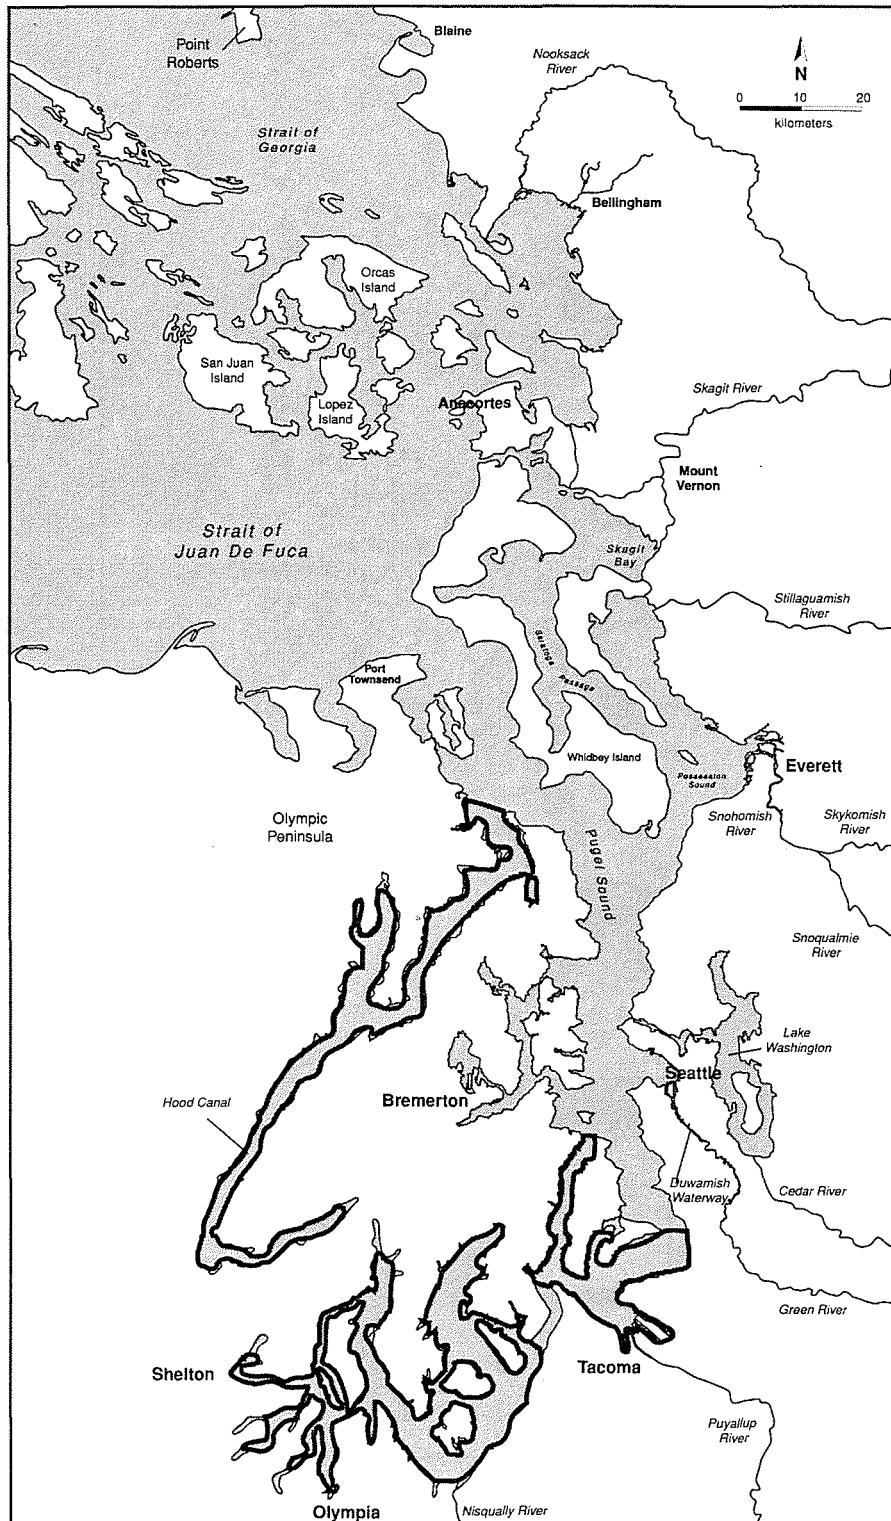 Point
Roberts
Blaine
Nooksack
River
N
0
10
20
kilometers
Strait of
Georgia
Bellingham
Orcas
Island
San Juan
Island
Lopez
Island
Anacortes
Skagit River
Mount
Vernon
Strait of
Juan De Fuca
Skagit
Bay
Stillaguamish
River
Saratoga
Passage
Port
Townsend
Whidbey Island
Possession
Sound
Everett
Snohomish
River
Skykomish
River
Olympic
Peninsula
Puget Sound
Snoqualmie
River
Lake
Washington
Seattle
Bremerton
Hood Canal
Duwamish
Waterway
Cedar River
Green River
Shelton
Tacoma
Puyallup
River
Olympia
Nisqually River